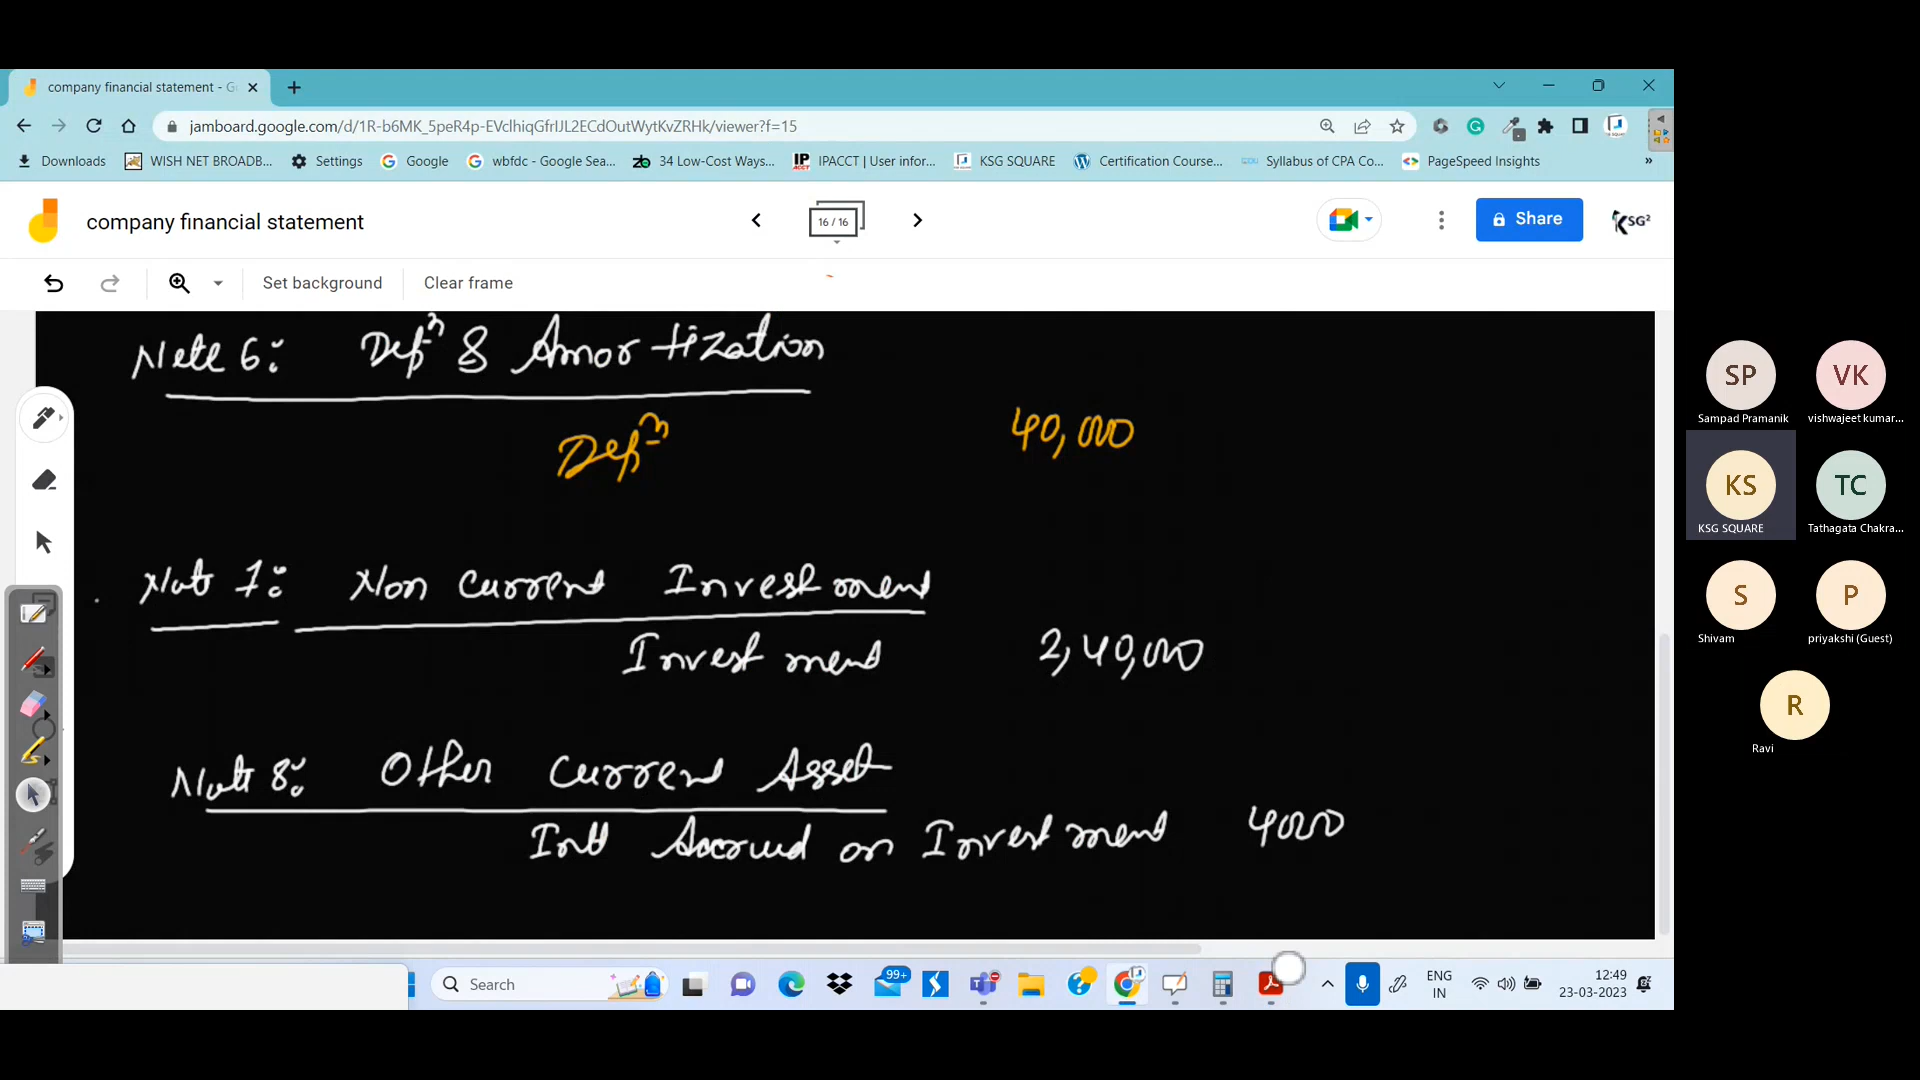 company financial statement - G
jamboard.google.com/d/1R-b6MK_5peR4p-EVclhiqGfrIJL2ECdOutWytKvZRHk/viewer?f=15
Downloads WISH NET BROADB... Settings Google wbfdc - Google Sea... 34 Low-Cost Ways... IPACCT | User infor... KSG SQUARE Certification Course... Syllabus of CPA Co... PageSpeed Insights »
company financial statement
16 / 16
Share
KSG²
Set background
Clear frame
Note 6: Depn & Amortization
Depn 40,000
Note 7: Non Current Investment
Investment 2,40,000
Note 8: Other Current Asset
Int Accrued on Investment 4000
SP
Sampad Pramanik
VK
vishwajeet kumar...
KS
KSG SQUARE
TC
Tathagata Chakra...
S
Shivam
P
priyakshi (Guest)
R
Ravi
Search
99+
ENG
IN
12:49
23-03-2023